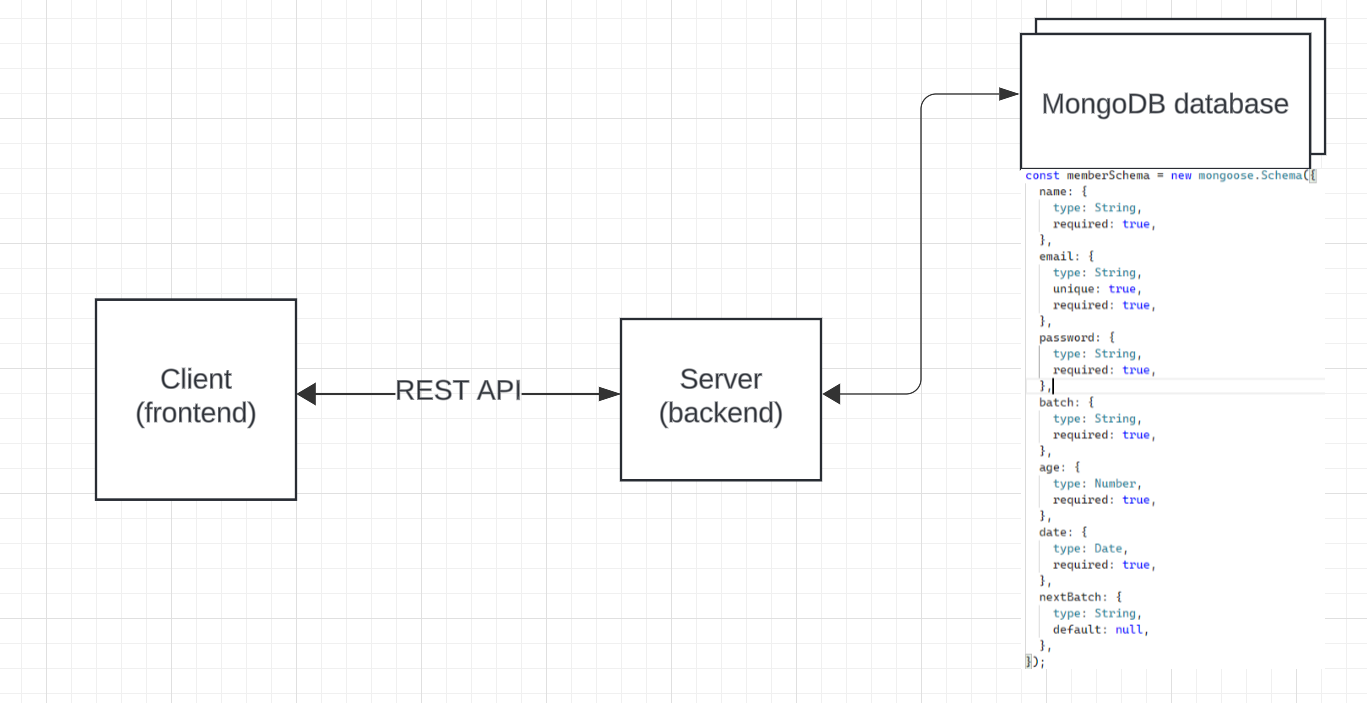 MongoDB database
const memberSchema = new mongoose.Schema({
name: {
type: String,
required: true,
},
email: {
type: String,
unique: true,
required: true,
},
password: {
type: String,
required: true,
},
batch: {
type: String,
required: true,
},
age: {
type: Number,
required: true,
},
date: {
type: Date,
required: true,
},
nextBatch: {
type: String,
default: null,
},
});
Client
(frontend)
REST API
Server
(backend)